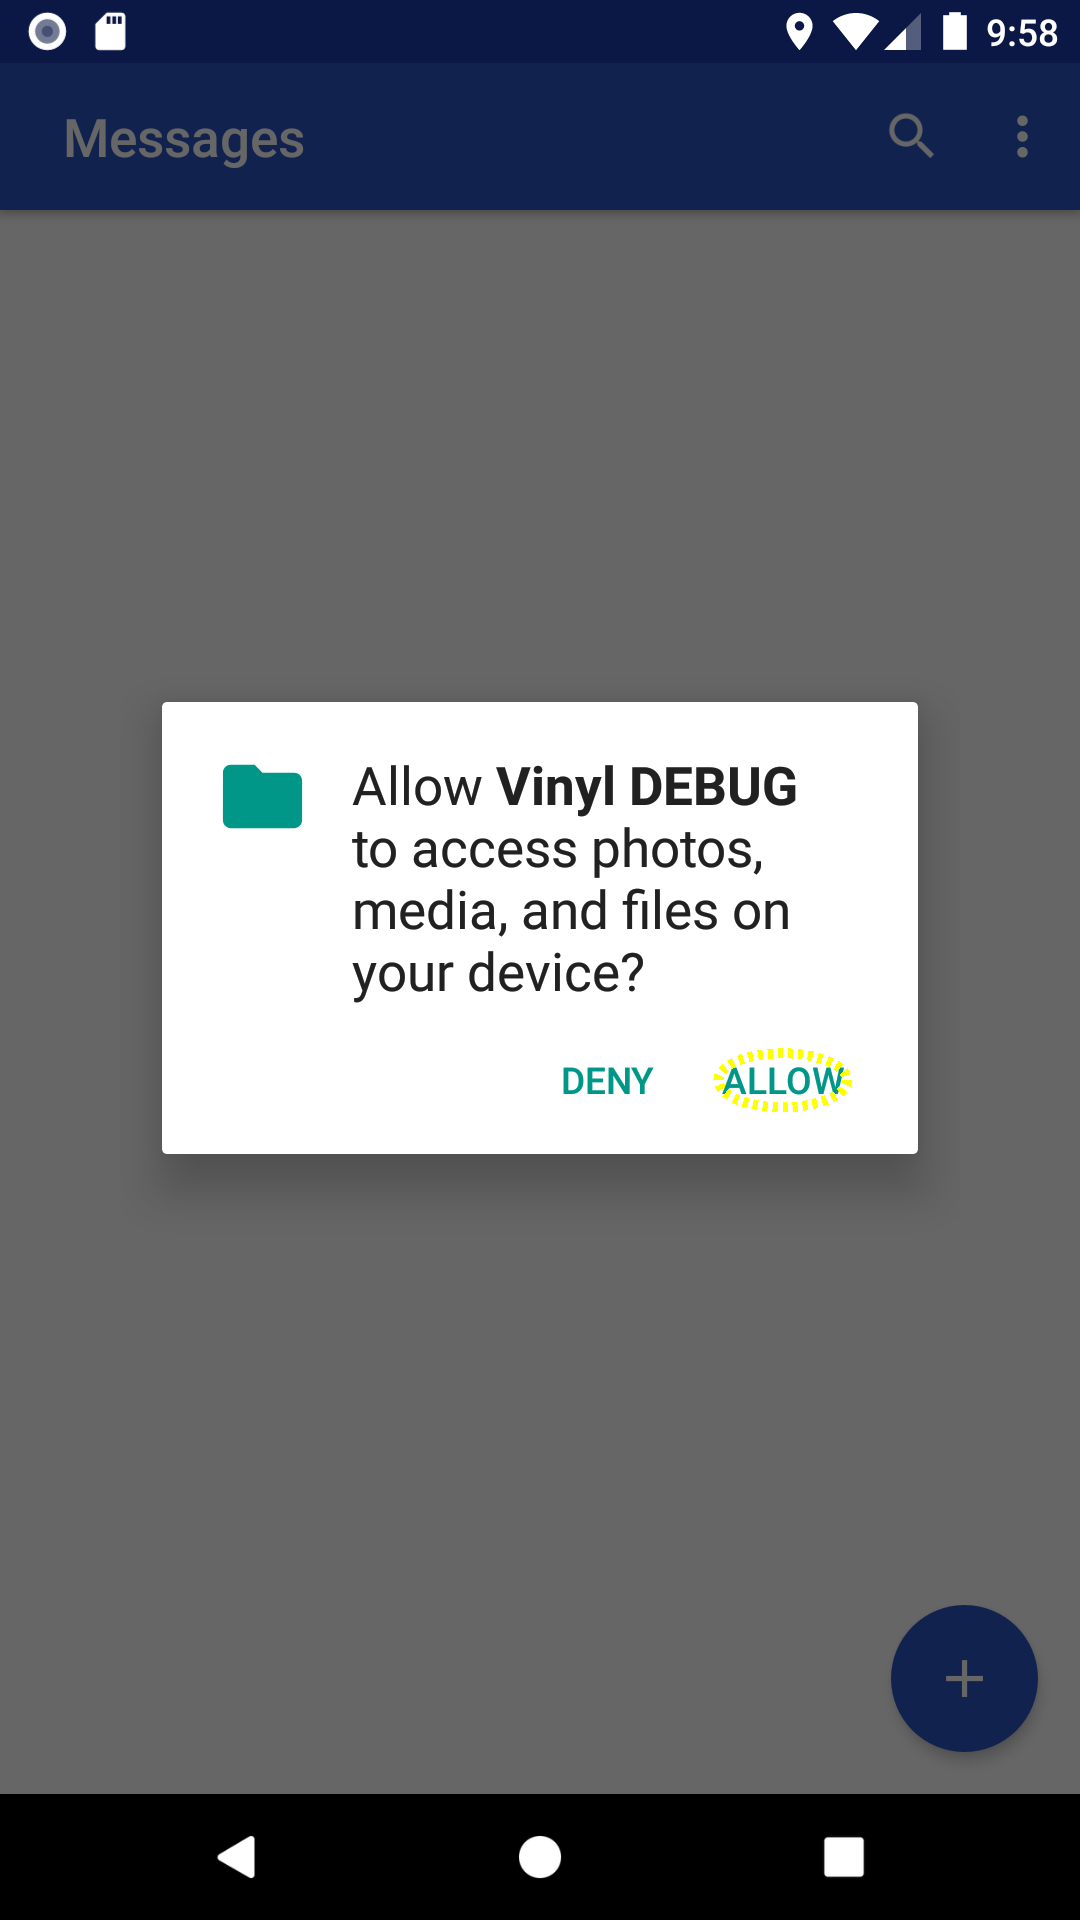 9:58
Messages
Allow Vinyl DEBUG
to access photos,
media, and files on
your device?
DENY ALLOW